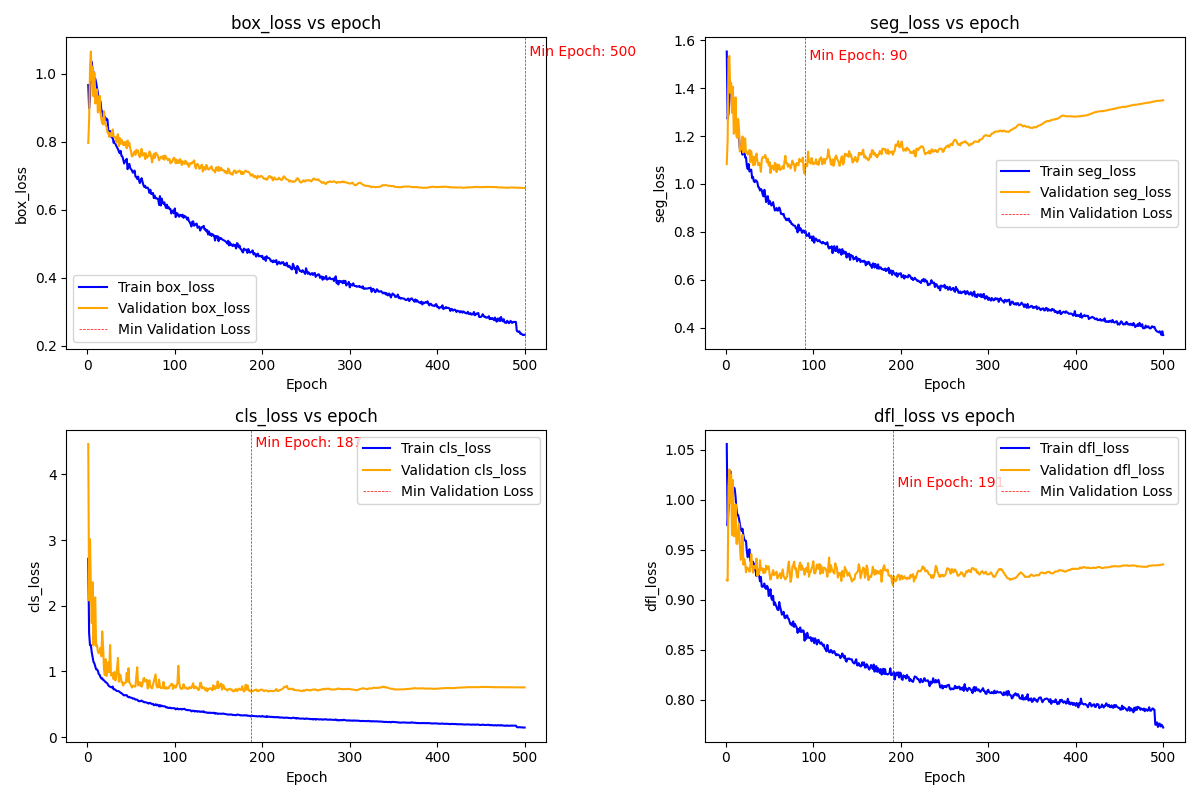 box_loss vs epoch
Min Epoch: 500
box_loss
1.0
0.8
0.6
0.4
0.2
Train box_loss
Validation box_loss
Min Validation Loss
0 100 200 300 400 500
Epoch
seg_loss vs epoch
Min Epoch: 90
seg_loss
1.6
1.4
1.2
1.0
0.8
0.6
0.4
Train seg_loss
Validation seg_loss
Min Validation Loss
0 100 200 300 400 500
Epoch
cls_loss vs epoch
Min Epoch: 187
cls_loss
4
3
2
1
0
Train cls_loss
Validation cls_loss
Min Validation Loss
0 100 200 300 400 500
Epoch
dfl_loss vs epoch
Min Epoch: 191
dfl_loss
1.05
1.00
0.95
0.90
0.85
0.80
Train dfl_loss
Validation dfl_loss
Min Validation Loss
0 100 200 300 400 500
Epoch